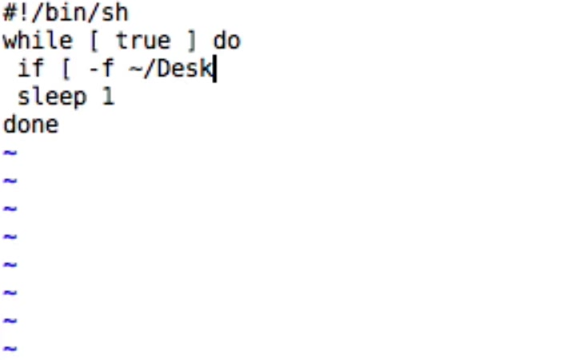 #!/bin/sh
while [ true ] do
 if [ -f ~/Desk
 sleep 1
done
~
~
~
~
~
~
~
~